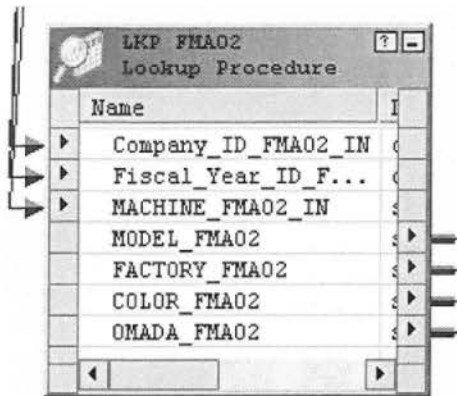 LKP FMA02
Lookup Procedure
Name
Company_ID_FMA02_IN
Fiscal_Year_ID_F...
MACHINE_FMA02_IN
MODEL_FMA02
FACTORY_FMA02
COLOR_FMA02
OMADA_FMA02